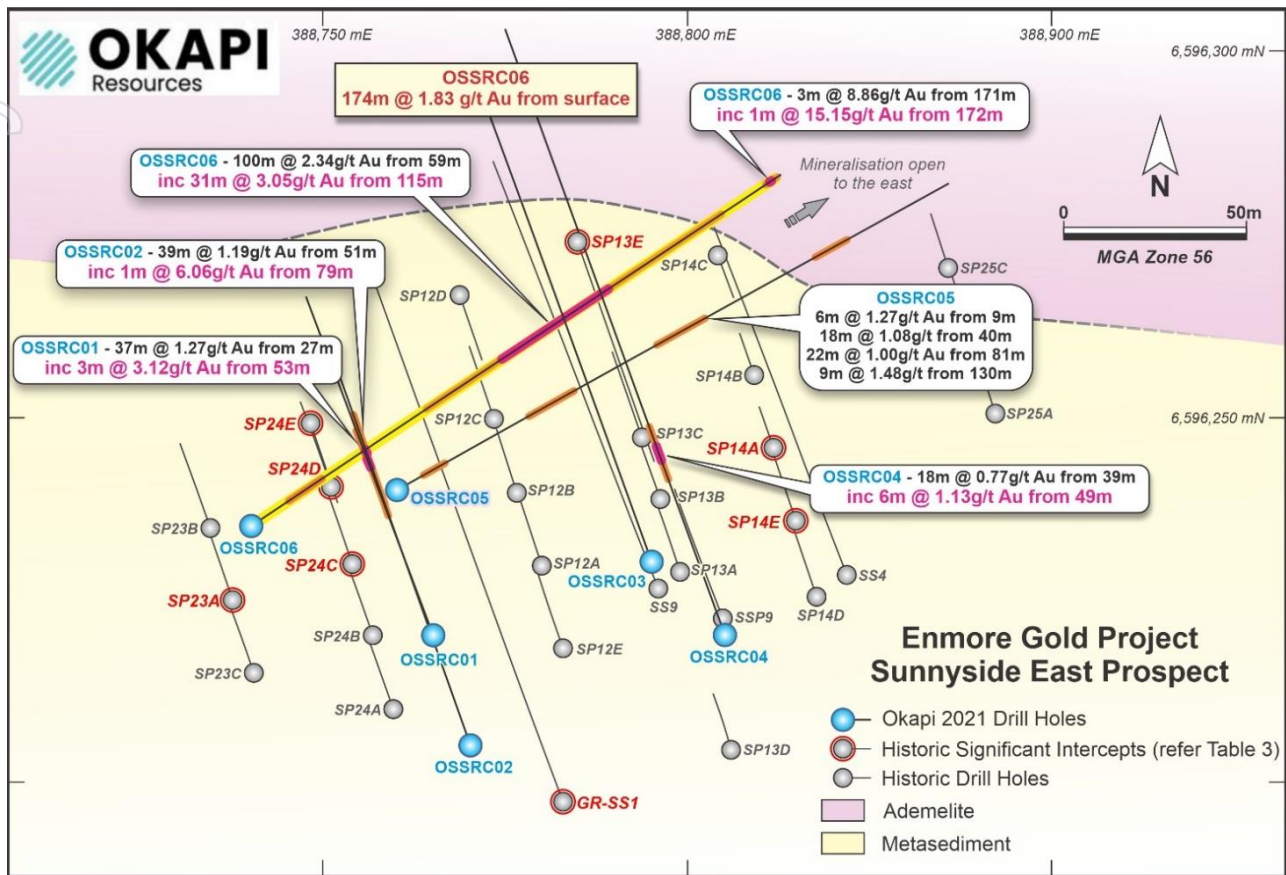 OKAPI
Resources
388,750 mE
388,800 mE
388,900 mE
6,596,300 mN
OSSRC06
174m @ 1.83 g/t Au from surface
OSSRC06 - 3m @ 8.86g/t Au from 171m
inc 1m @ 15.15g/t Au from 172m
OSSRC06 - 100m @ 2.34g/t Au from 59m
inc 31m @ 3.05g/t Au from 115m
Mineralisation open
to the east
N
0
50m
MGA Zone 56
OSSRC02 - 39m @ 1.19g/t Au from 51m
inc 1m @ 6.06g/t Au from 79m
SP13E
SP14C
SP25C
SP12D
OSSRC05
6m @ 1.27g/t Au from 9m
18m @ 1.08g/t from 40m
22m @ 1.00g/t Au from 81m
9m @ 1.48g/t from 130m
OSSRC01 - 37m @ 1.27g/t Au from 27m
inc 3m @ 3.12g/t Au from 53m
SP14B
SP25A
SP24E
SP12C
SP13C
SP14A
6,596,250 mN
SP24D
OSSRC05
SP12B
SP13B
OSSRC04 - 18m @ 0.77g/t Au from 39m
inc 6m @ 1.13g/t Au from 49m
SP23B
OSSRC06
SP14E
SP24C
SP12A
OSSRC03
SP13A
SS4
SP23A
SS9
SP14D
SP24B
OSSRC01
SP12E
SSP9
OSSRC04
SP23C
SP24A
OSSRC02
SP13D
GR-SS1
Enmore Gold Project
Sunnyside East Prospect
Okapi 2021 Drill Holes
Historic Significant Intercepts (refer Table 3)
Historic Drill Holes
Ademelite
Metasediment